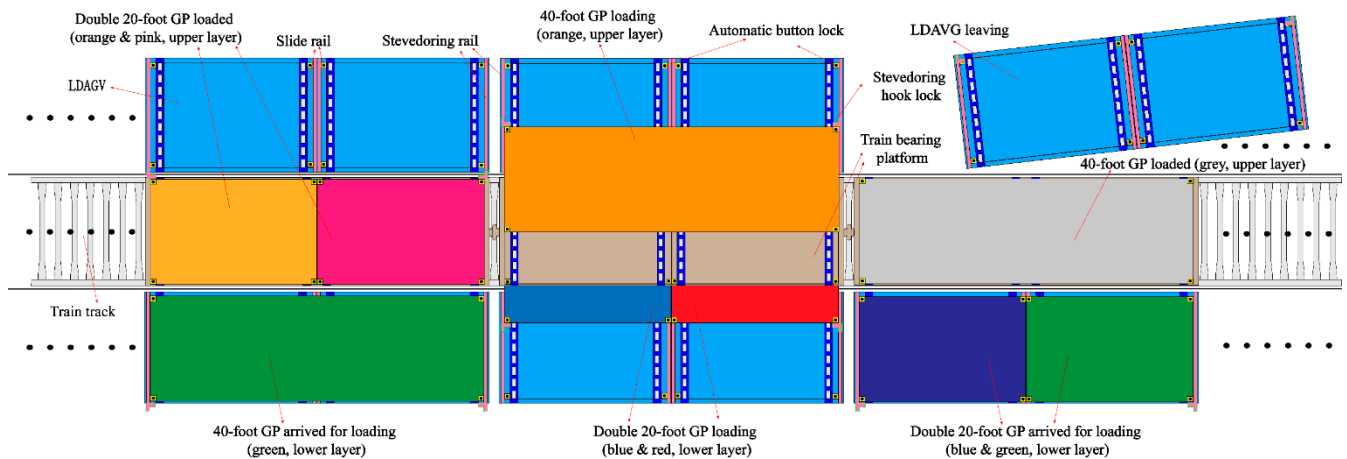 Double 20-foot GP loaded
(orange & pink, upper layer)
Slide rail
Stevedoring rail
40-foot GP loading
(orange, upper layer)
Automatic button lock
LDAVG leaving
LDAGV
Stevedoring
hook lock
Train bearing
platform
40-foot GP loaded (grey, upper layer)
Train track
40-foot GP arrived for loading
(green, lower layer)
Double 20-foot GP loading
(blue & red, lower layer)
Double 20-foot GP arrived for loading
(blue & green, lower layer)